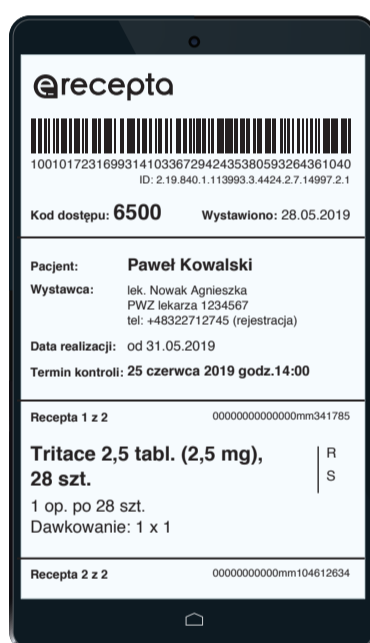 erecepta
10010172316993141033672942435380593264361040
ID: 2.19.840.1.113993.3.4424.2.7.14997.2.1
Kod dostępu: 6500 Wystawiono: 28.05.2019
Pacjent: Paweł Kowalski
Wystawca: lek. Nowak Agnieszka
PWZ lekarza 1234567
tel: +48322712745 (rejestracja)
Data realizacji: od 31.05.2019
Termin kontroli: 25 czerwca 2019 godz.14:00
Recepta 1 z 2 00000000000000mm341785
Tritace 2,5 tabl. (2,5 mg), R
28 szt. S
1 op. po 28 szt.
Dawkowanie: 1 x 1
Recepta 2 z 2 00000000000mm104612634